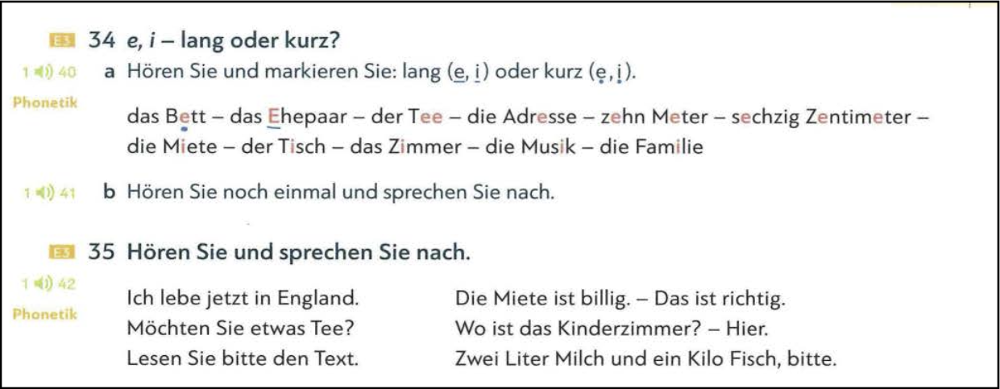 E3 34 e, i – lang oder kurz?
1 40 a Hören Sie und markieren Sie: lang (e, i) oder kurz (ẹ, ị).
Phonetik
das Bett – das Ehepaar – der Tee – die Adresse – zehn Meter – sechzig Zentimeter –
die Miete – der Tisch – das Zimmer – die Musik – die Familie
1 41 b Hören Sie noch einmal und sprechen Sie nach.
E3 35 Hören Sie und sprechen Sie nach.
1 42
Phonetik
Ich lebe jetzt in England.
Möchten Sie etwas Tee?
Lesen Sie bitte den Text.
Die Miete ist billig. – Das ist richtig.
Wo ist das Kinderzimmer? – Hier.
Zwei Liter Milch und ein Kilo Fisch, bitte.